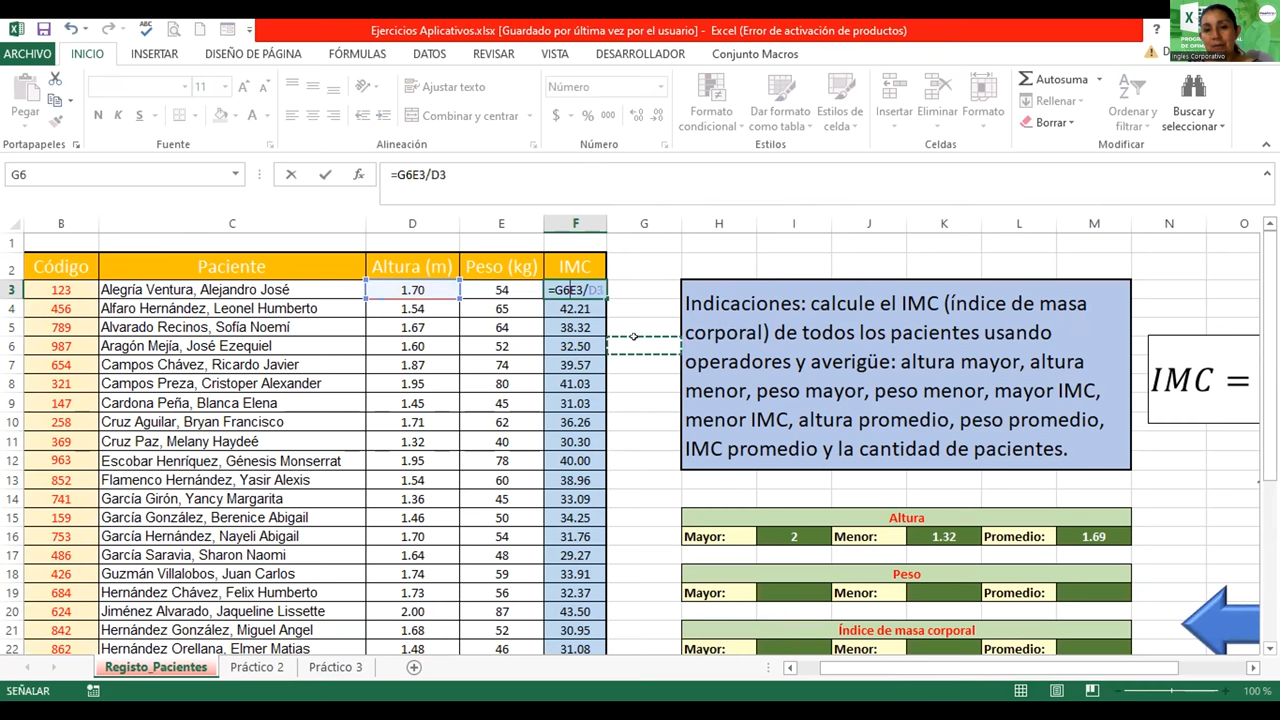 Ejercicios Aplicativos.xlsx [Guardado por última vez por el usuario] - Excel (Error de activación de productos)
?
ARCHIVO INICIO INSERTAR DISEÑO DE PÁGINA FÓRMULAS DATOS REVISAR VISTA DESARROLLADOR Conjunto Macros
Inglés Corporativo
Pegar
11
N K S
Ajustar texto
Combinar y centrar
Número
$ % 000
Formato condicional
Dar formato como tabla
Estilos de celda
Insertar Eliminar Formato
Autosuma
Rellenar
Borrar
Ordenar y filtrar
Buscar y seleccionar
Portapapeles Fuente Alineación Número Estilos Celdas Modificar
G6 =G6E3/D3
B C D E F G H I J K L M N O
1
2 Código Paciente Altura (m) Peso (kg) IMC
3 123 Alegría Ventura, Alejandro José 1.70 54 =G6E3/D3
4 456 Alfaro Hernández, Leonel Humberto 1.54 65 42.21
5 789 Alvarado Recinos, Sofía Noemí 1.67 64 38.32
6 987 Aragón Mejía, José Ezequiel 1.60 52 32.50
7 654 Campos Chávez, Ricardo Javier 1.87 74 39.57
8 321 Campos Preza, Cristoper Alexander 1.95 80 41.03
9 147 Cardona Peña, Blanca Elena 1.45 45 31.03
10 258 Cruz Aguilar, Bryan Francisco 1.71 62 36.26
11 369 Cruz Paz, Melany Haydeé 1.32 40 30.30
12 963 Escobar Henríquez, Génesis Monserrat 1.95 78 40.00
13 852 Flamenco Hernández, Yasir Alexis 1.54 60 38.96
14 741 García Girón, Yancy Margarita 1.36 45 33.09
15 159 García González, Berenice Abigail 1.46 50 34.25
16 753 García Hernández, Nayeli Abigail 1.70 54 31.76
17 486 García Saravia, Sharon Naomi 1.64 48 29.27
18 426 Guzmán Villalobos, Juan Carlos 1.74 59 33.91
19 684 Hernández Chávez, Felix Humberto 1.73 56 32.37
20 624 Jiménez Alvarado, Jaqueline Lissette 2.00 87 43.50
21 842 Hernández González, Miguel Angel 1.68 52 30.95
22 862 Hernández Orellana, Elmer Matias 1.48 46 31.08
Indicaciones: calcule el IMC (índice de masa
corporal) de todos los pacientes usando
operadores y averigüe: altura mayor, altura
menor, peso mayor, peso menor, mayor IMC,
menor IMC, altura promedio, peso promedio,
IMC promedio y la cantidad de pacientes.
IMC =
Altura
Mayor: 2 Menor: 1.32 Promedio: 1.69
Peso
Mayor: Menor: Promedio:
Índice de masa corporal
Mayor: Menor: Promedio:
Registo_Pacientes Práctico 2 Práctico 3
SEÑALAR 100 %